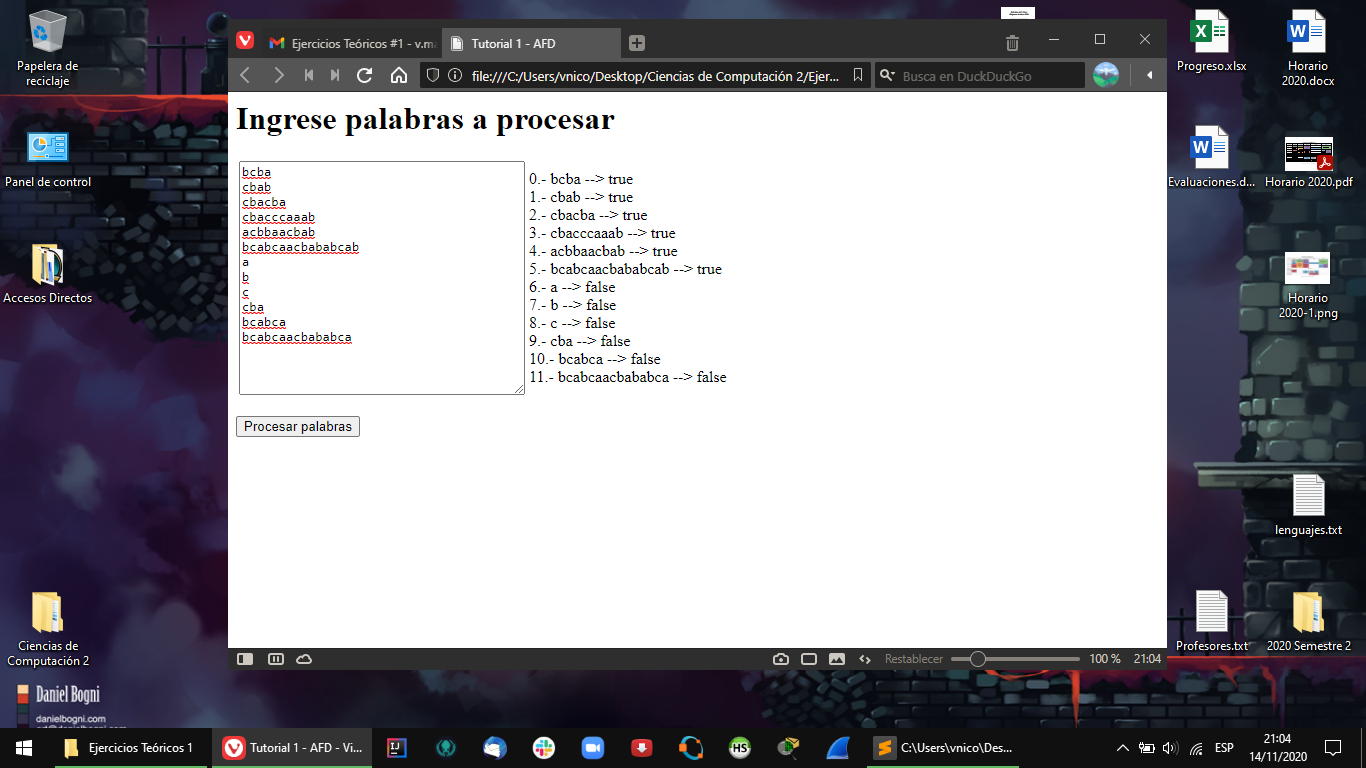 Papelera de
reciclaje
Panel de control
Accesos Directos
Ciencias de
Computación 2
Daniel Bogni
danielbogni.com
Ejercicios Teóricos #1 - v.ma
Tutorial 1 - AFD
file:///C:/Users/vnico/Desktop/Ciencias de Computación 2/Ejer...
Busca en DuckDuckGo
Ingrese palabras a procesar
bcba
cbab
cbacba
cbacccaaab
acbbaacbab
bcabcaacbababcab
a
b
c
cba
bcabca
bcabcaacbababca
0.- bcba --> true
1.- cbab --> true
2.- cbacba --> true
3.- cbacccaaab --> true
4.- acbbaacbab --> true
5.- bcabcaacbababcab --> true
6.- a --> false
7.- b --> false
8.- c --> false
9.- cba --> false
10.- bcabca --> false
11.- bcabcaacbababca --> false
Procesar palabras
Restablecer
100 %
21:04
Progreso.xlsx
Horario
2020.docx
Evaluaciones.d...
Horario 2020.pdf
Horario
2020-1.png
lenguajes.txt
Profesores.txt
2020 Semestre 2
Ejercicios Teóricos 1
Tutorial 1 - AFD - Vi...
C:\Users\vnico\Des...
ESP
21:04
14/11/2020